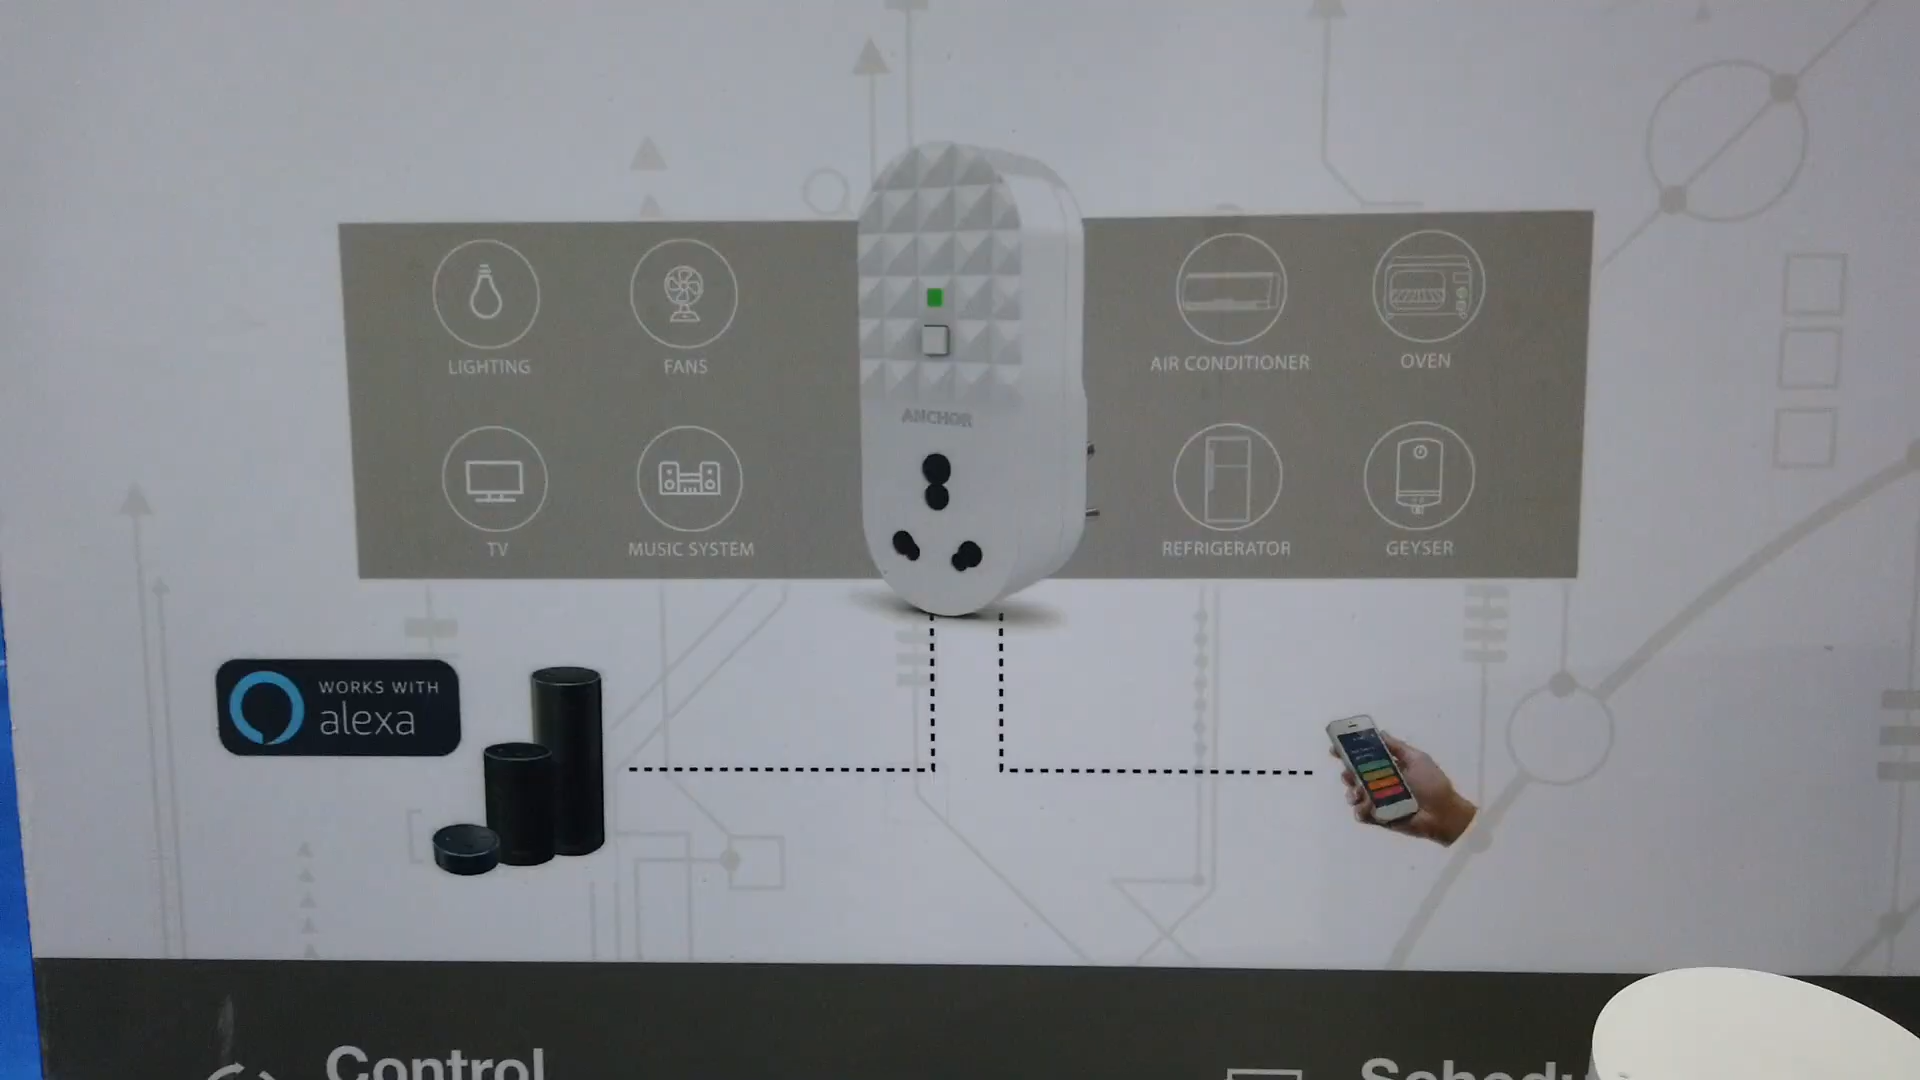 LIGHTING
FANS
AIR CONDITIONER
OVEN
ANCHOR
TV
MUSIC SYSTEM
REFRIGERATOR
GEYSER
WORKS WITH
alexa
Control